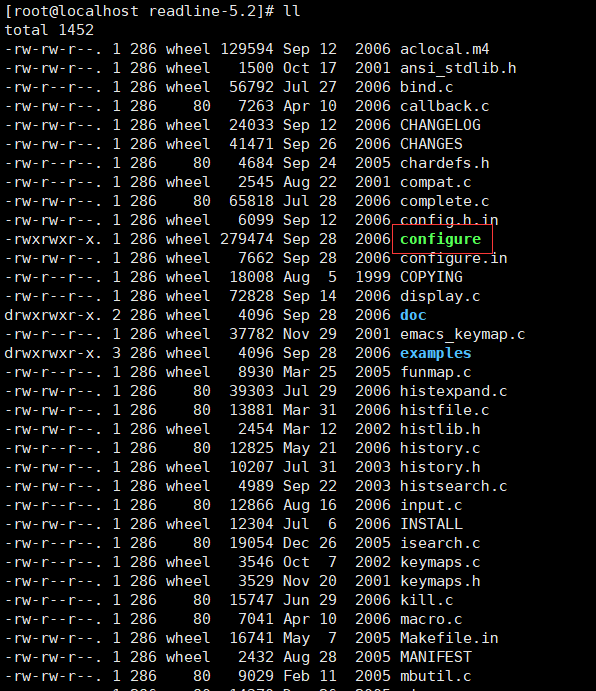 [root@localhost readline-5.2]# ll
total 1452
-rw-rw-r--. 1 286 wheel 129594 Sep 12  2006 aclocal.m4
-rw-rw-r--. 1 286 wheel   1500 Oct 17  2001 ansi_stdlib.h
-rw-rw-r--. 1 286 wheel  56792 Jul 27  2006 bind.c
-rw-rw-r--. 1 286    80   7263 Apr 10  2006 callback.c
-rw-rw-r--. 1 286 wheel  24033 Sep 12  2006 CHANGELOG
-rw-rw-r--. 1 286 wheel  41471 Sep 26  2006 CHANGES
-rw-r--r--. 1 286    80   4684 Sep 24  2005 chardefs.h
-rw-rw-r--. 1 286 wheel   2545 Aug 22  2001 compat.c
-rw-r--r--. 1 286    80  65818 Jul 28  2006 complete.c
-rw-rw-r--. 1 286 wheel   6099 Sep 12  2006 config.h.in
-rwxrwxr-x. 1 286 wheel 279474 Sep 28  2006 configure
-rw-rw-r--. 1 286 wheel   7662 Sep 28  2006 configure.in
-rw-rw-r--. 1 286 wheel  18008 Aug  5  1999 COPYING
-rw-rw-r--. 1 286 wheel  72828 Sep 14  2006 display.c
drwxrwxr-x. 2 286 wheel   4096 Sep 28  2006 doc
-rw-r--r--. 1 286 wheel  37782 Nov 29  2001 emacs_keymap.c
drwxrwxr-x. 3 286 wheel   4096 Sep 28  2006 examples
-rw-rw-r--. 1 286 wheel   8930 Mar 25  2005 funmap.c
-rw-r--r--. 1 286    80  39303 Jul 29  2006 histexpand.c
-rw-r--r--. 1 286    80  13881 Mar 31  2006 histfile.c
-rw-rw-r--. 1 286 wheel   2454 Mar 12  2002 histlib.h
-rw-r--r--. 1 286    80  12825 May 21  2006 history.c
-rw-rw-r--. 1 286 wheel  10207 Jul 31  2003 history.h
-rw-rw-r--. 1 286 wheel   4989 Sep 22  2003 histsearch.c
-rw-r--r--. 1 286    80  12866 Aug 16  2006 input.c
-rw-rw-r--. 1 286 wheel  12304 Jul  6  2006 INSTALL
-rw-r--r--. 1 286    80  19054 Dec 26  2005 isearch.c
-rw-rw-r--. 1 286 wheel   3546 Oct  7  2002 keymaps.c
-rw-rw-r--. 1 286 wheel   3529 Nov 20  2001 keymaps.h
-rw-r--r--. 1 286    80  15747 Jun 29  2006 kill.c
-rw-r--r--. 1 286    80   7041 Apr 10  2006 macro.c
-rw-rw-r--. 1 286 wheel  16741 May  7  2005 Makefile.in
-rw-rw-r--. 1 286 wheel   2432 Aug 28  2005 MANIFEST
-rw-r--r--. 1 286    80   9029 Feb 11  2005 mbutil.c